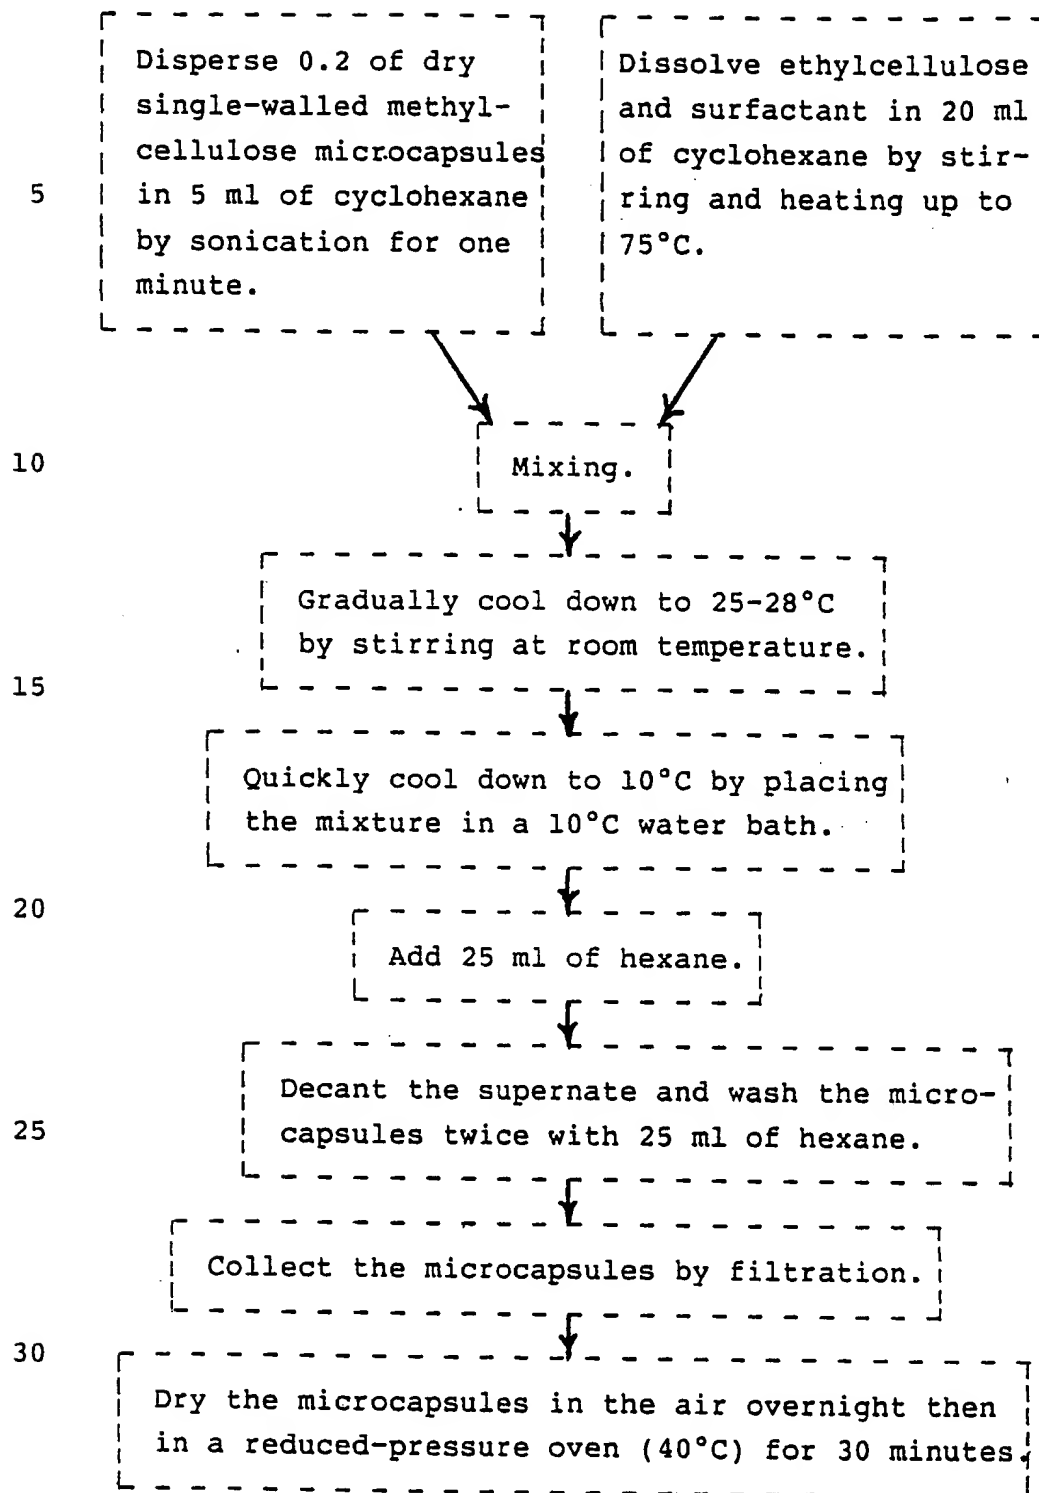 Disperse 0.2 of dry
single-walled methyl-
cellulose microcapsules
5 in 5 ml of cyclohexane
by sonication for one
minute.
Dissolve ethylcellulose
and surfactant in 20 ml
of cyclohexane by stir-
ring and heating up to
75°C.
10 Mixing.
Gradually cool down to 25-28°C
by stirring at room temperature.
15
Quickly cool down to 10°C by placing
the mixture in a 10°C water bath.
20
Add 25 ml of hexane.
Decant the supernate and wash the micro-
25 capsules twice with 25 ml of hexane.
Collect the microcapsules by filtration.
30
Dry the microcapsules in the air overnight then
in a reduced-pressure oven (40°C) for 30 minutes.